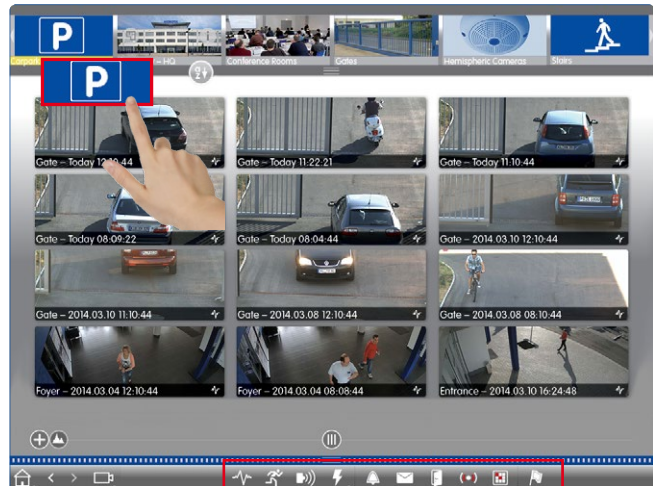 P
Carpark
– HQ
Conference Rooms
Gates
Hemispheric Cameras
Stairs
P
Gate – Today 12:10:44
Gate – Today 11.22.21
Gate – Today 11:10:44
Gate – Today 08:09:22
Gate – Today 08:04:44
Gate – 2014.03.10 12:10:44
Gate – 2014.03.10 11:10:44
Gate – 2014.03.08 12:10:44
Gate – 2014.03.08 08:10:44
Foyer – 2014.03.04 12:10:44
Foyer – 2014.03.04 08:08:44
Entrance – 2014.03.10 16:24:48